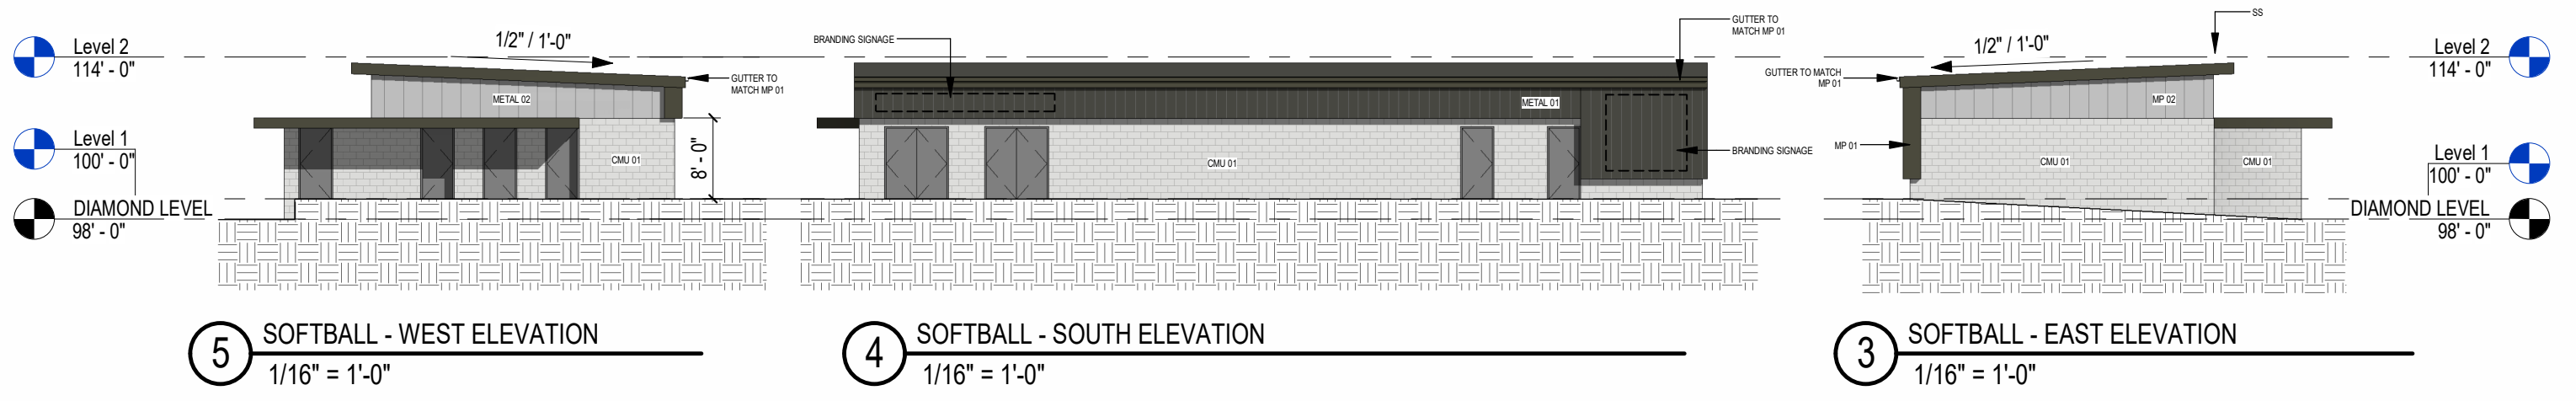 Level 2
114' - 0"
Level 1
100' - 0"
DIAMOND LEVEL
98' - 0"
1/2" / 1'-0"
GUTTER TO
MATCH MP 01
METAL 02
CMU 01
8' - 0"
5
SOFTBALL - WEST ELEVATION
1/16" = 1'-0"
BRANDING SIGNAGE
GUTTER TO
MATCH MP 01
METAL 01
CMU 01
BRANDING SIGNAGE
4
SOFTBALL - SOUTH ELEVATION
1/16" = 1'-0"
SS
1/2" / 1'-0"
GUTTER TO MATCH
MP 01
MP 02
MP 01
CMU 01
CMU 01
Level 2
114' - 0"
Level 1
100' - 0"
DIAMOND LEVEL
98' - 0"
3
SOFTBALL - EAST ELEVATION
1/16" = 1'-0"